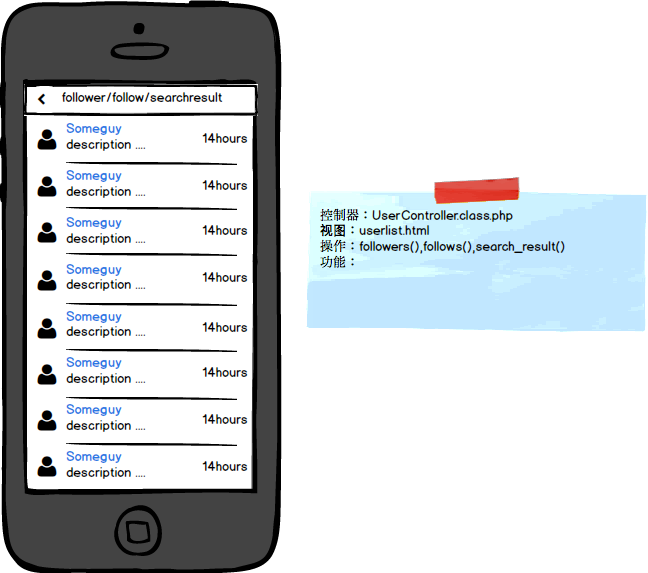 follower/follow/searchresult
Someguy
description ....
14hours
Someguy
description ....
14hours
Someguy
description ....
14hours
Someguy
description ....
14hours
Someguy
description ....
14hours
Someguy
description ....
14hours
Someguy
description ....
14hours
Someguy
description ....
14hours
控制器：UserController.class.php
视图：userlist.html
操作：followers(),follows(),search_result()
功能：